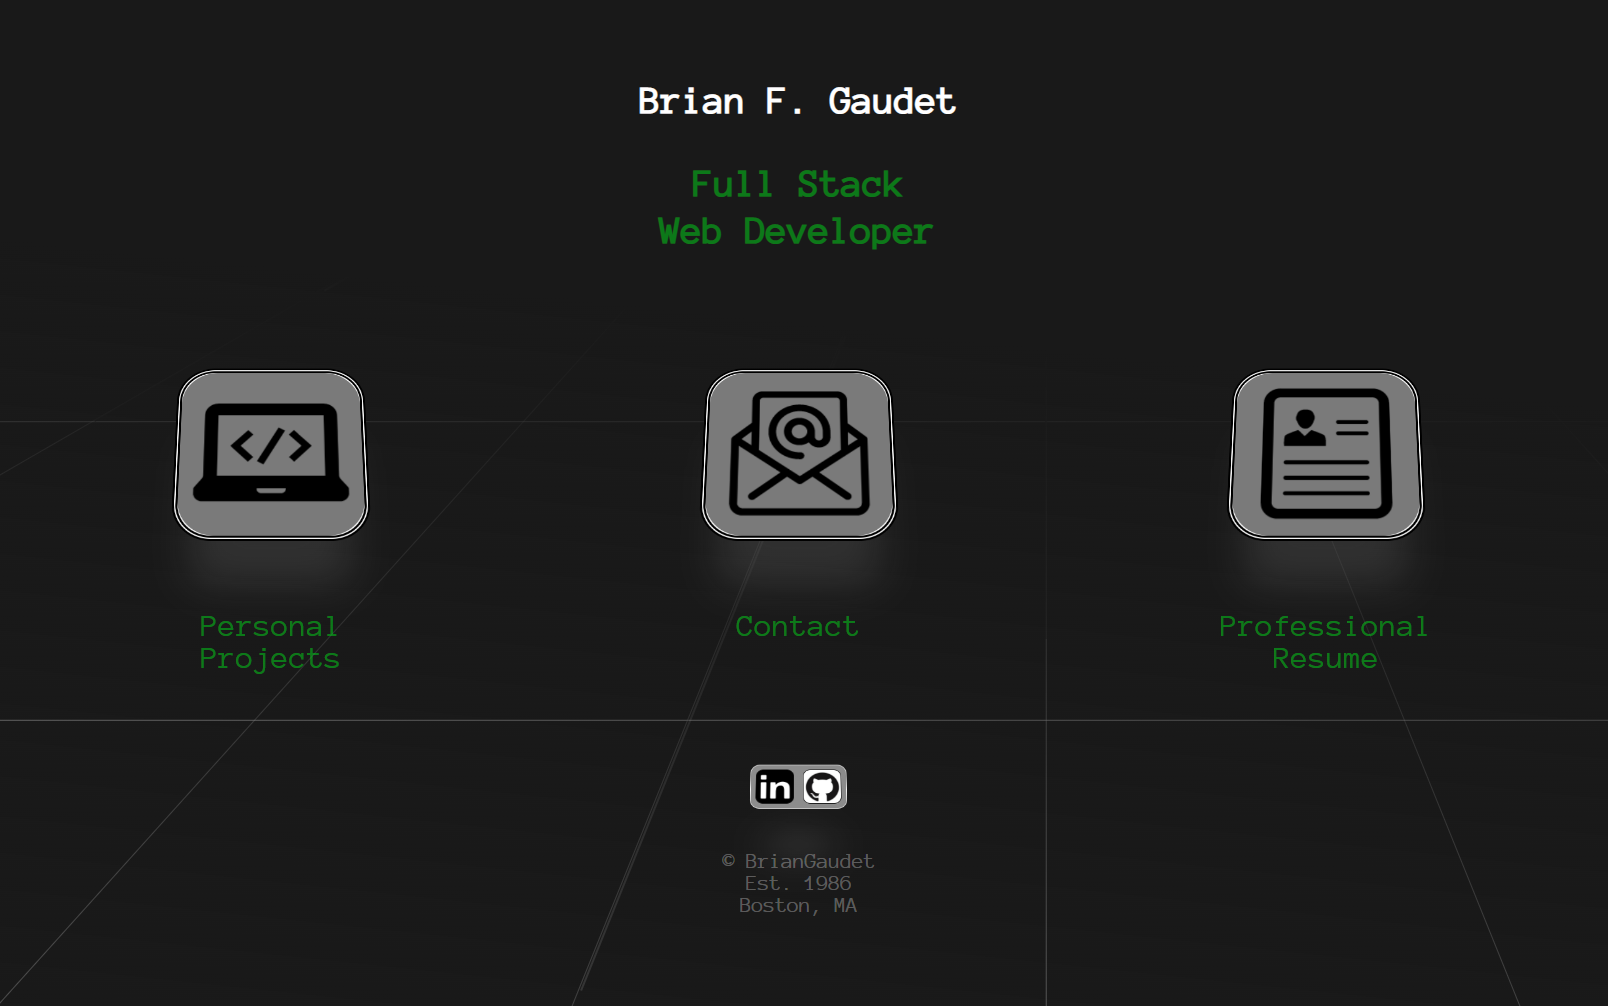 Brian F. Gaudet
Full Stack
Web Developer
</>
@
Personal
Projects
Contact
Professional
Resume
in
© BrianGaudet
Est. 1986
Boston, MA